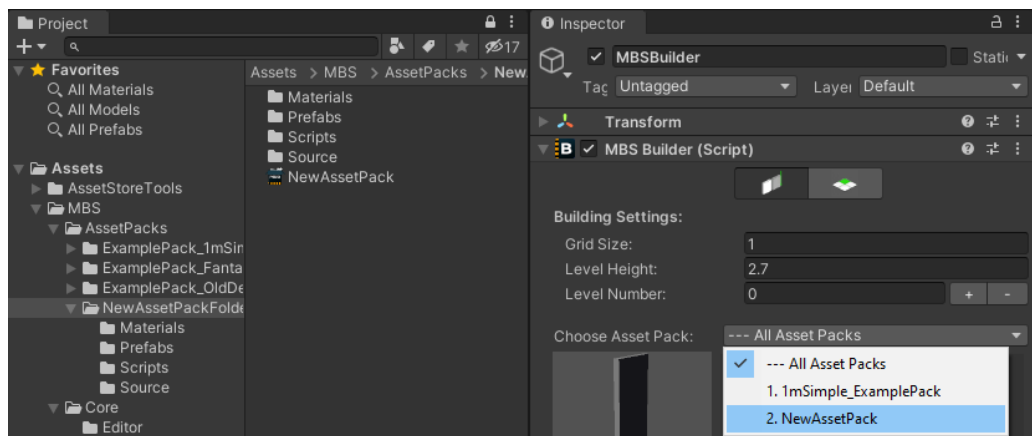 Project
17
Favorites
All Materials
All Models
All Prefabs
Assets
AssetStoreTools
MBS
AssetPacks
ExamplePack_1mSin
ExamplePack_Fanta
ExamplePack_OldDe
NewAssetPackFolde
Materials
Prefabs
Scripts
Source
Core
Editor
Assets > MBS > AssetPacks > New
Materials
Prefabs
Scripts
Source
NewAssetPack
Inspector
MBSBuilder
Static
Tag Untagged Layer Default
Transform
B MBS Builder (Script)
Building Settings:
Grid Size: 1
Level Height: 2.7
Level Number: 0 + -
Choose Asset Pack: --- All Asset Packs
--- All Asset Packs
1. 1mSimple_ExamplePack
2. NewAssetPack